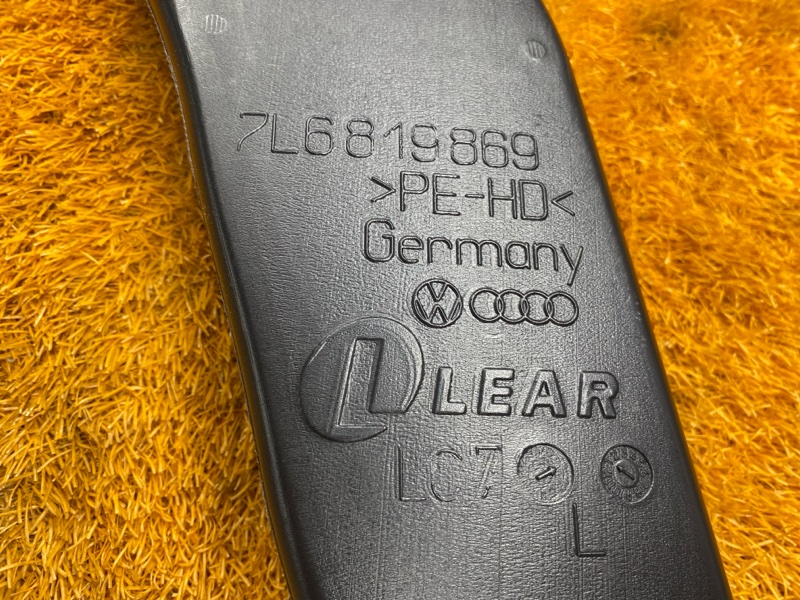 7L6819869
>PE-HD<
Germany
LEAR
L